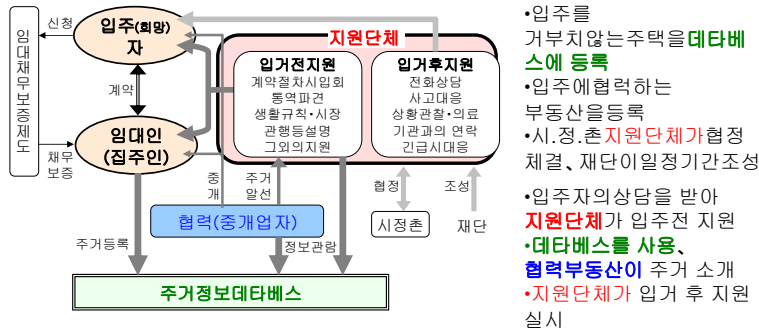 입주(희망)
자
신청
임대채무보증제도
계약
임대인
(집주인)
채무
보증
지원단체
입거전지원
계약절차시입회
통역파견
생활규칙·시장
관행등설명
그외의지원
입거후지원
전화상담
사고대응
상황관찰·의료
기관과의 연락
긴급시대응
중
개
주거
알선
협정
조성
협력(중개업자)
시정촌
재단
주거등록
정보관람
주거정보데타베스
•입주를
거부치않는주택을데타베
스에 등록
•입주에협력하는
부동산을등록
•시.정.촌지원단체가협정
체결、재단이일정기간조성
•입주자의상담을 받아
지원단체가 입주전 지원
•데타베스를 사용、
협력부동산이 주거 소개
•지원단체가 입거 후 지원
실시